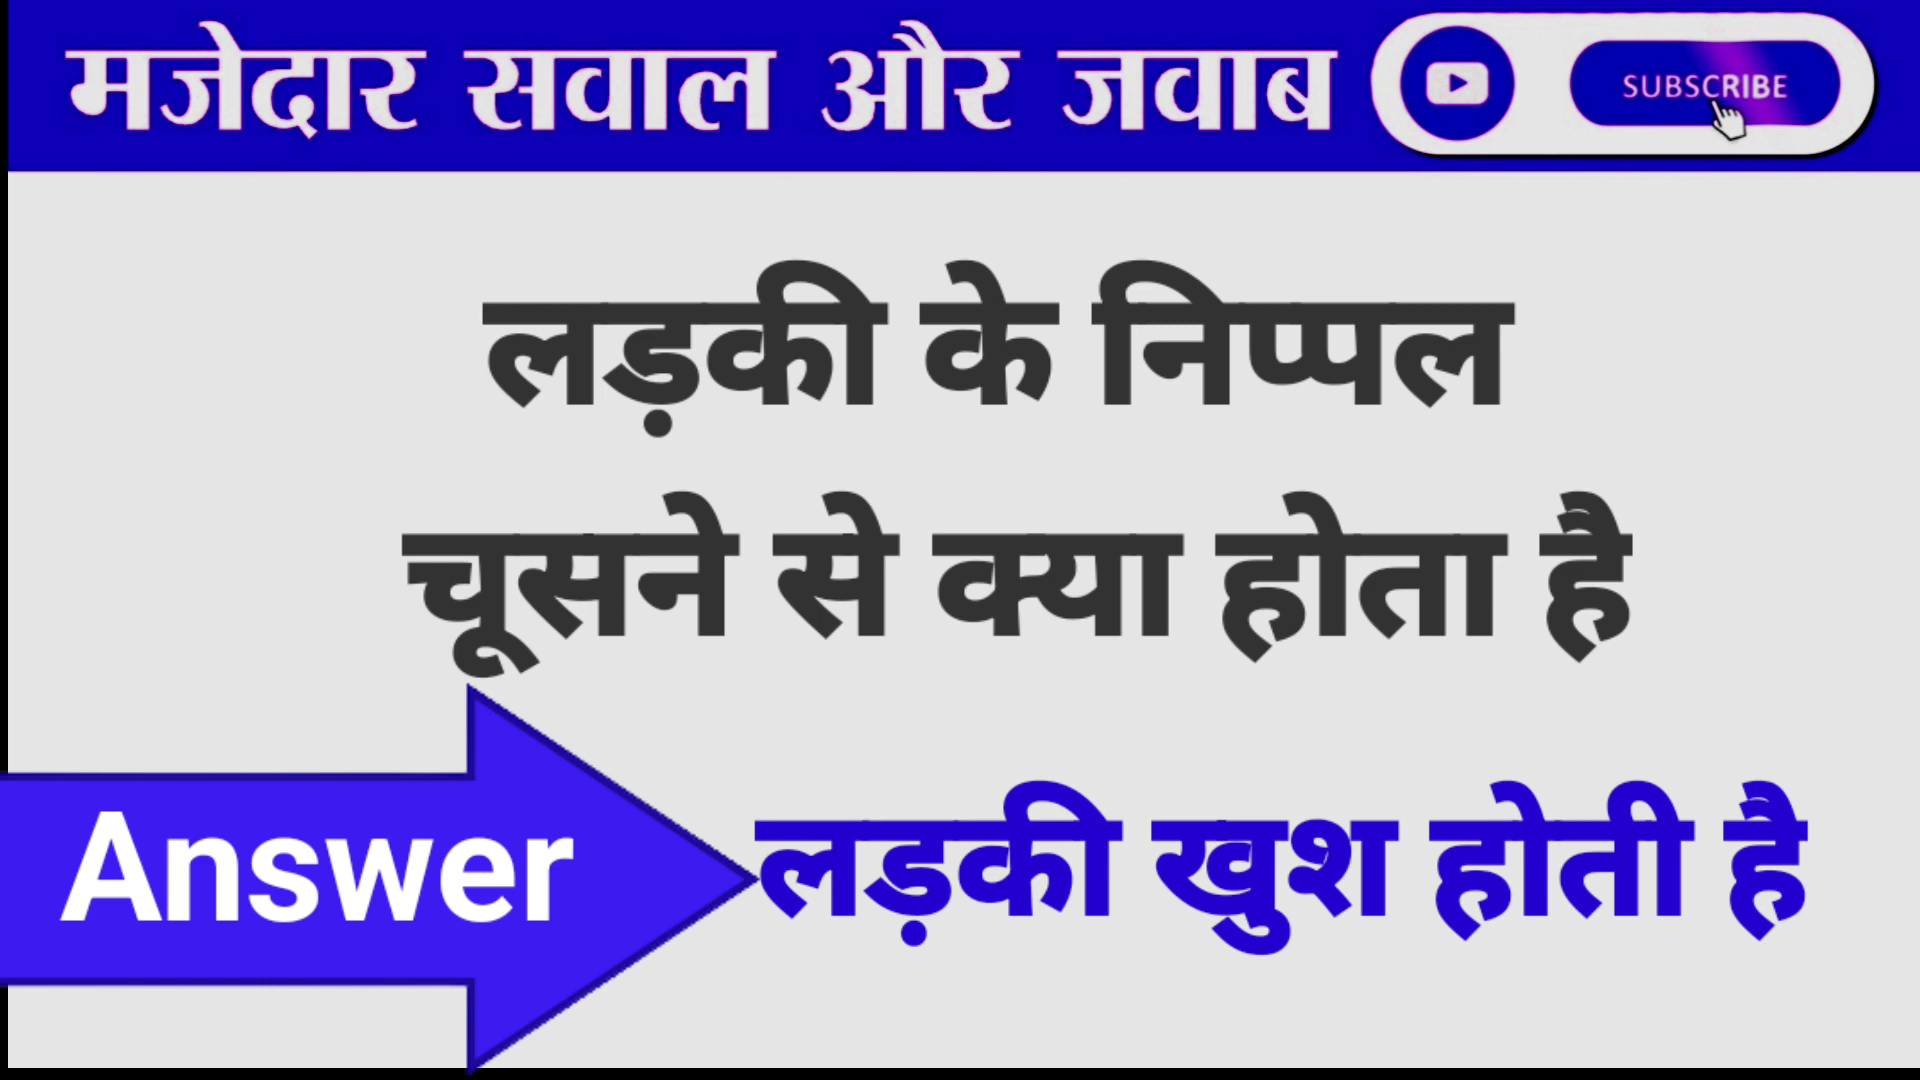 मजेदार सवाल और जवाब
SUBSCRIBE
लड़की के निप्पल
चूसने से क्या होता है
Answer
लड़की खुश होती है